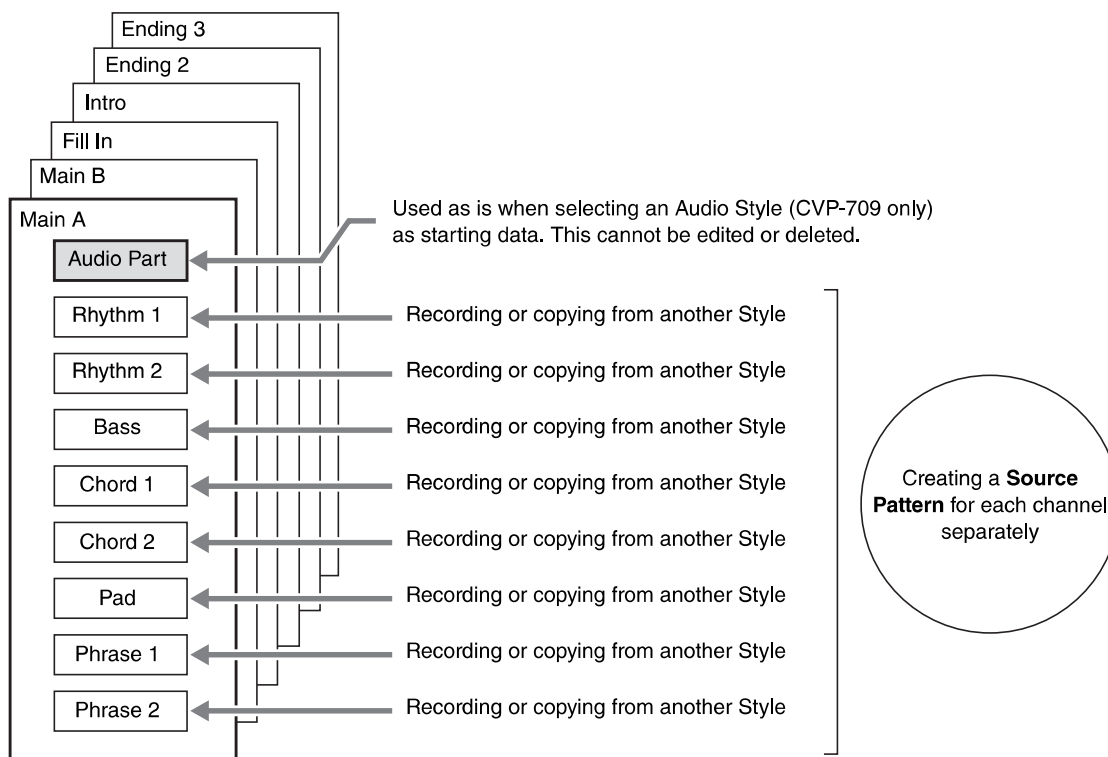 Ending 3
Ending 2
Intro
Fill In
Main B
Main A
Used as is when selecting an Audio Style (CVP-709 only)
as starting data. This cannot be edited or deleted.
Audio Part
Rhythm 1
Recording or copying from another Style
Rhythm 2
Recording or copying from another Style
Bass
Recording or copying from another Style
Chord 1
Recording or copying from another Style
Chord 2
Recording or copying from another Style
Pad
Recording or copying from another Style
Phrase 1
Recording or copying from another Style
Phrase 2
Recording or copying from another Style
Creating a Source
Pattern for each channel
separately